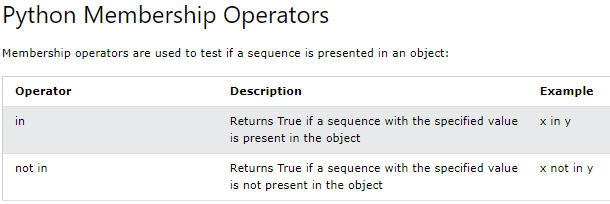 Python Membership Operators
Membership operators are used to test if a sequence is presented in an object:
Operator Description Example
in Returns True if a sequence with the specified value x in y
is present in the object
not in Returns True if a sequence with the specified value x not in y
is not present in the object